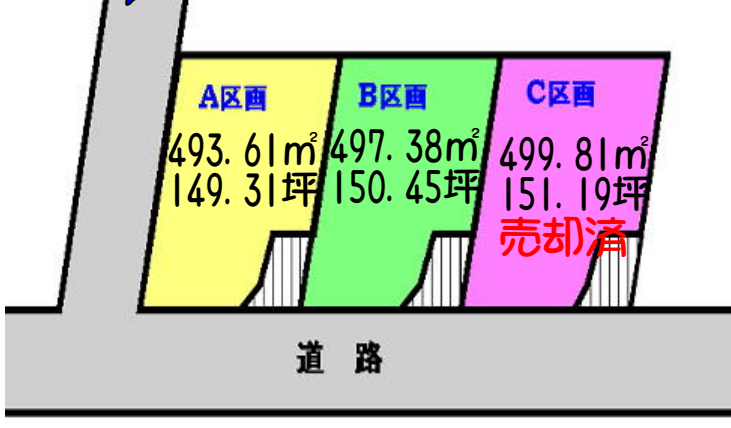 A区画
493.61㎡
149.31坪
B区画
497.38㎡
150.45坪
C区画
499.81㎡
151.19坪
売却済
道 路